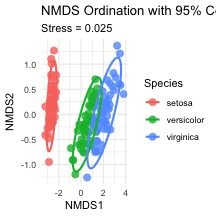 NMDS Ordination with 95% C
Stress = 0.025
NMDS2
1.0
0.5
0.0
-0.5
-1.0
-2
0
2
4
NMDS1
Species
setosa
versicolor
virginica